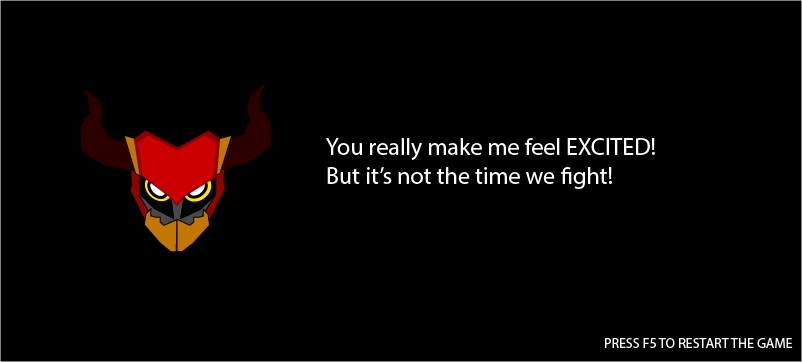 You really make me feel EXCITED!
But it’s not the time we fight!
PRESS F5 TO RESTART THE GAME